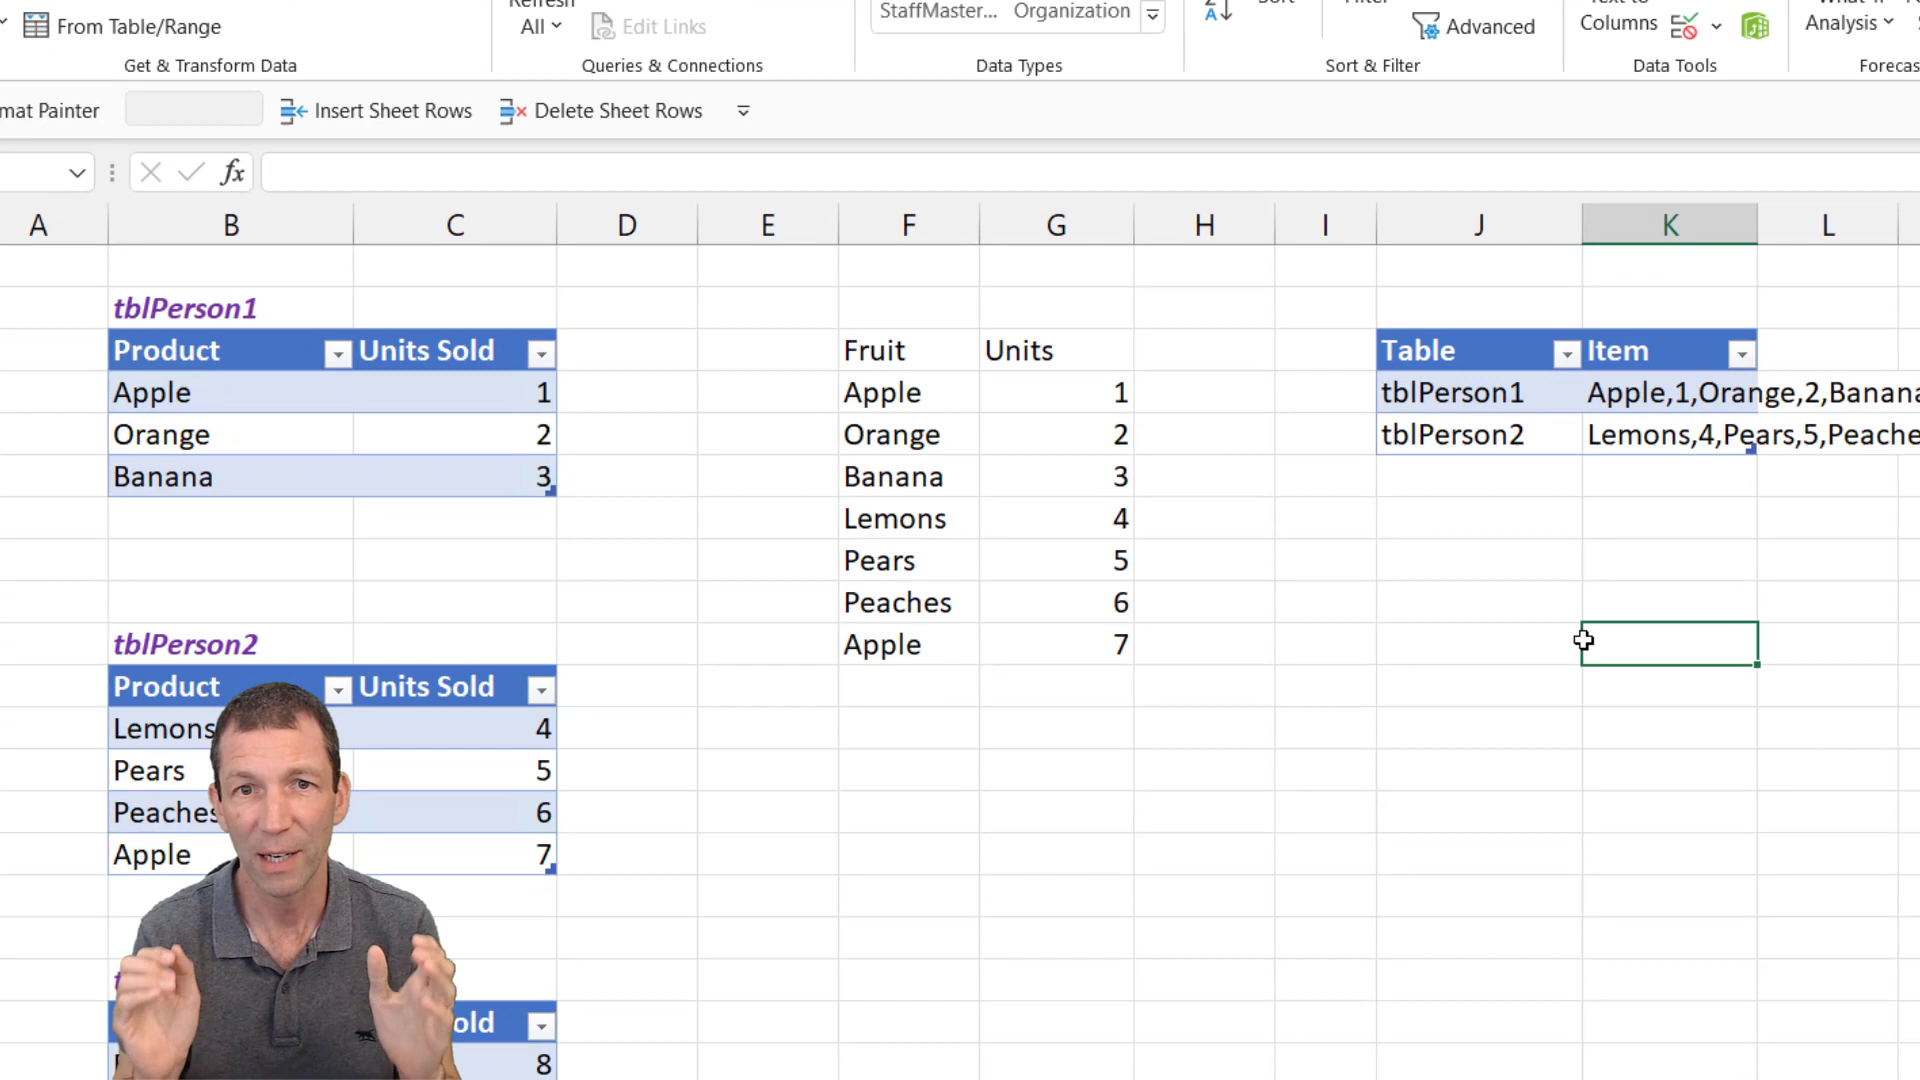 Refresh
All
From Table/Range
Edit Links
StaffMaster...
Organization
Advanced
Columns
Analysis
Get & Transform Data
Queries & Connections
Data Types
Sort & Filter
Data Tools
Forecas
mat Painter
Insert Sheet Rows
Delete Sheet Rows
fx
A B C D E F G H I J K L
tblPerson1
Product Units Sold
Apple 1
Orange 2
Banana 3
Fruit Units
Apple 1
Orange 2
Banana 3
Lemons 4
Pears 5
Peaches 6
Apple 7
Table Item
tblPerson1 Apple,1,Orange,2,Banana
tblPerson2 Lemons,4,Pears,5,Peache
tblPerson2
Product Units Sold
Lemons 4
Pears 5
Peaches 6
Apple 7
old
8